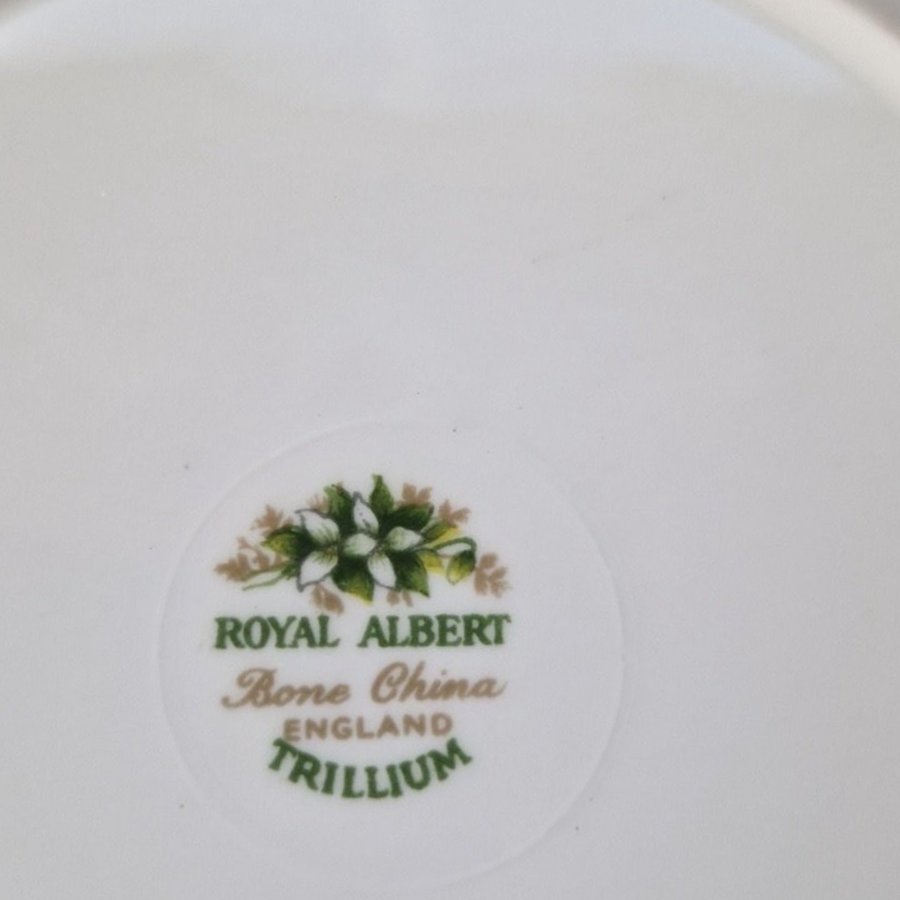 ROYAL ALBERT
Bone China
ENGLAND
TRILLIUM